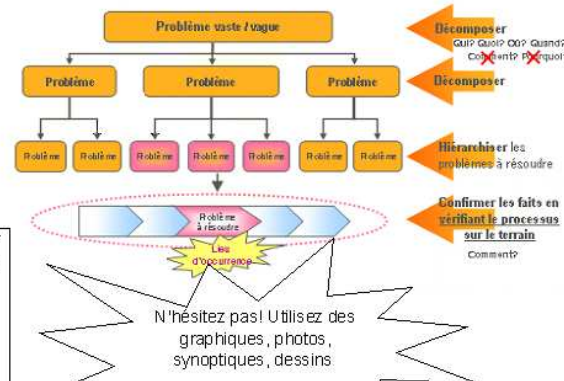 Problème vaste / vague
Décomposer
Qui? Quoi? Où? Quand?
Comment? Pourquoi?
Problème
Problème
Problème
Décomposer
Problème
Problème
Problème
Problème
Problème
Problème
Problème
Hiérarchiser les
problèmes à résoudre
Problème
à résoudre
Lieu
d'occurrence
Confirmer les faits en
vérifiant le processus
sur le terrain
Comment?
N'hésitez pas! Utilisez des
graphiques, photos,
synoptiques, dessins